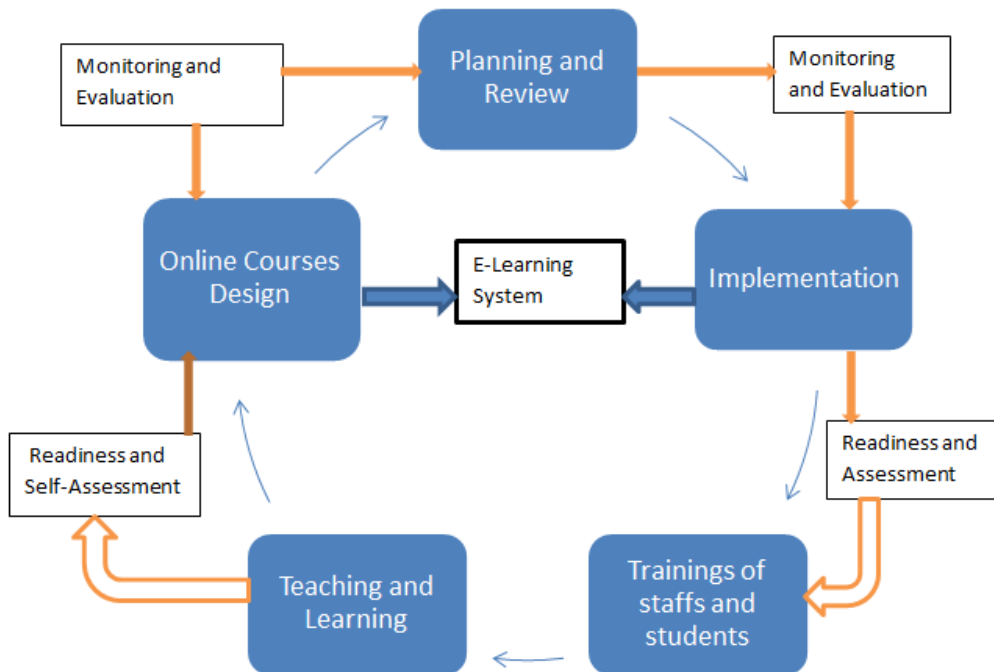 Monitoring and
Evaluation
Planning and
Review
Monitoring
and Evaluation
Online Courses
Design
E-Learning
System
Implementation
Readiness and
Self-Assessment
Readiness and
Assessment
Teaching and
Learning
Trainings of
staffs and
students